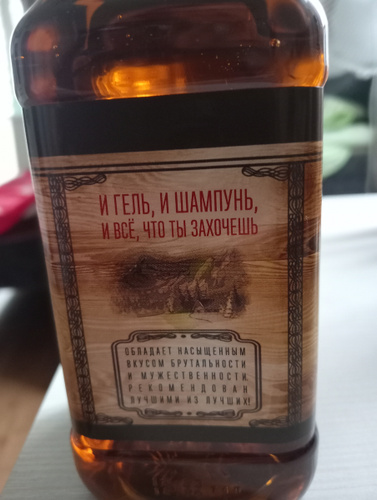 И ГЕЛЬ, И ШАМПУНЬ,
И ВСЁ, ЧТО ТЫ ЗАХОЧЕШЬ
ОБЛАДАЕТ НАСЫЩЕННЫМ
ВКУСОМ БРУТАЛЬНОСТИ
И МУЖЕСТВЕННОСТИ.
РЕКОМЕНДОВАН
ЛУЧШИМИ ИЗ ЛУЧШИХ!